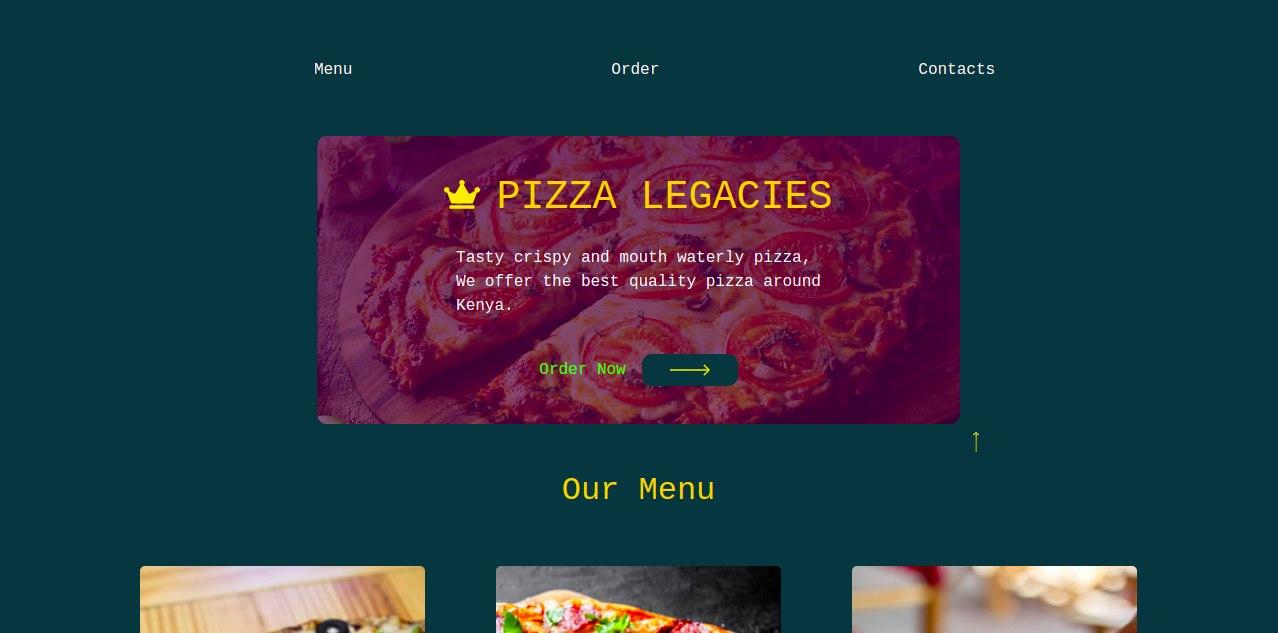 Menu
Order
Contacts
PIZZA LEGACIES
Tasty crispy and mouth waterly pizza,
We offer the best quality pizza around
Kenya.
Order Now
Our Menu